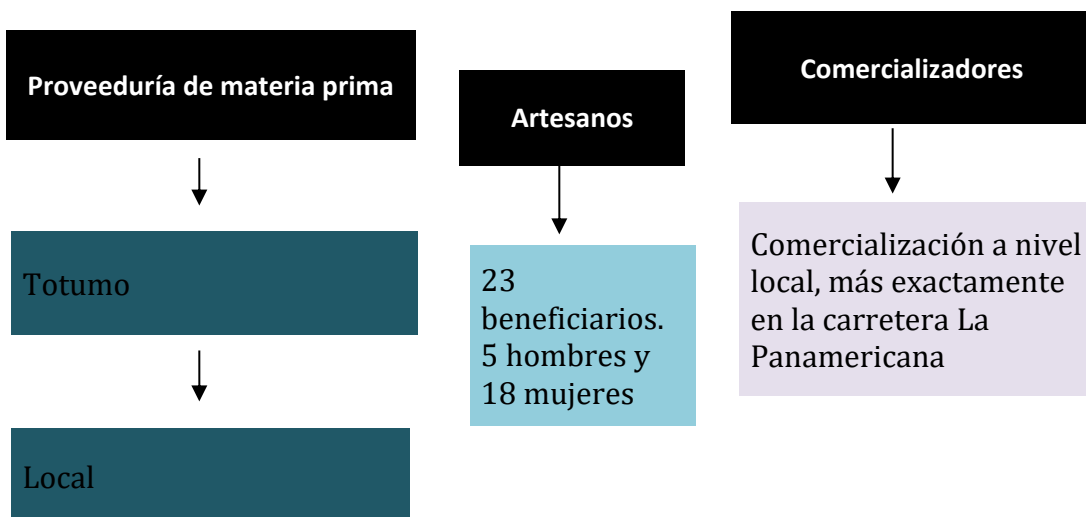 Proveeduría de materia prima
Totumo
Local
Artesanos
23
beneficiarios.
5 hombres y
18 mujeres
Comercializadores
Comercialización a nivel
local, más exactamente
en la carretera La
Panamericana